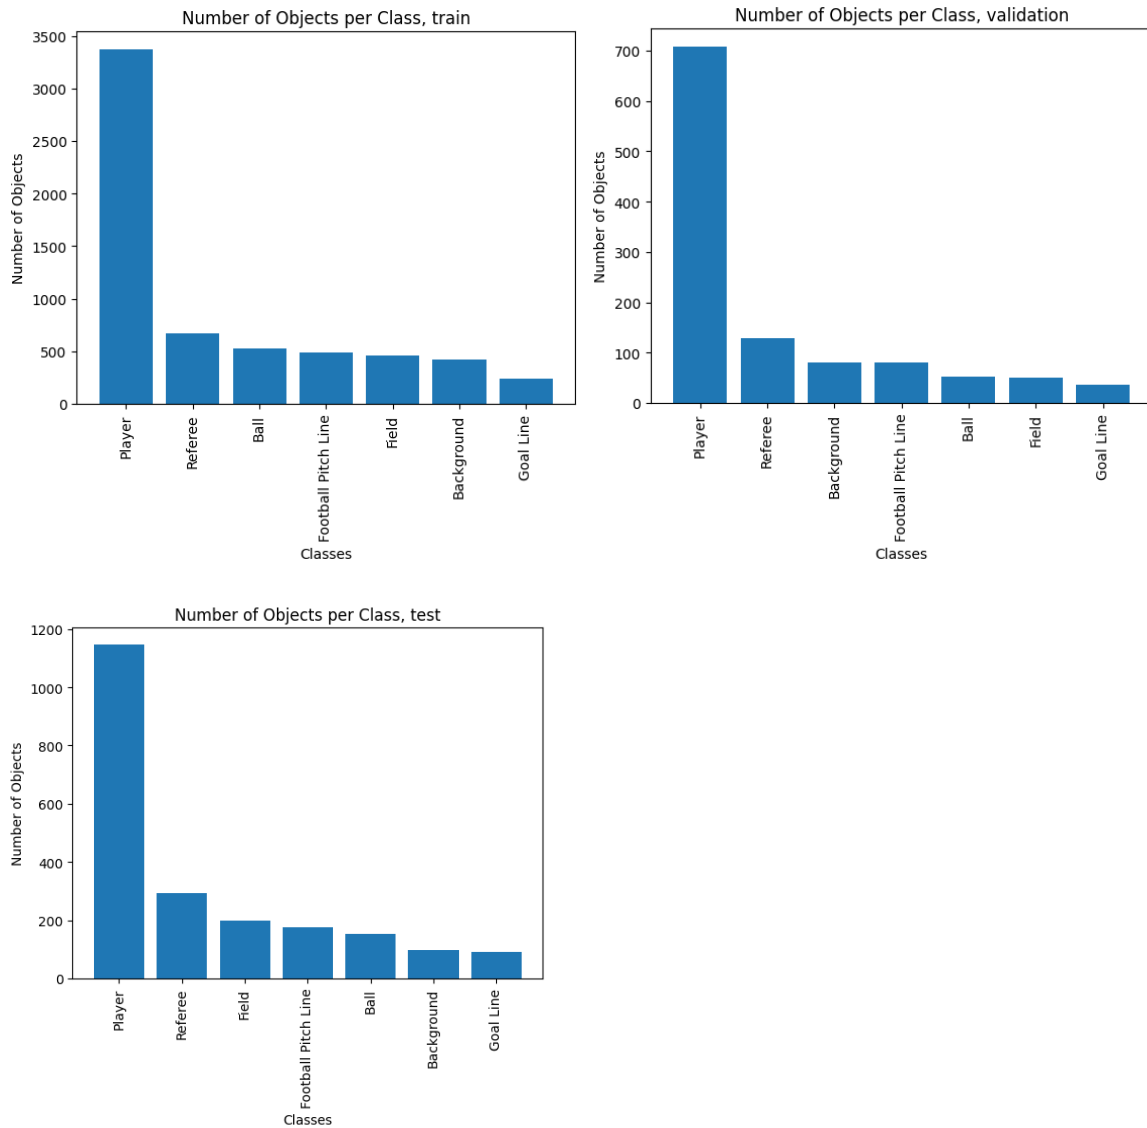 Number of Objects per Class, train
Number of Objects
3500
3000
2500
2000
1500
1000
500
0
Player
Referee
Ball
Football Pitch Line
Field
Background
Goal Line
Classes
Number of Objects per Class, validation
Number of Objects
700
600
500
400
300
200
100
0
Player
Referee
Background
Football Pitch Line
Ball
Field
Goal Line
Classes
Number of Objects per Class, test
Number of Objects
1200
1000
800
600
400
200
0
Player
Referee
Field
Football Pitch Line
Ball
Background
Goal Line
Classes